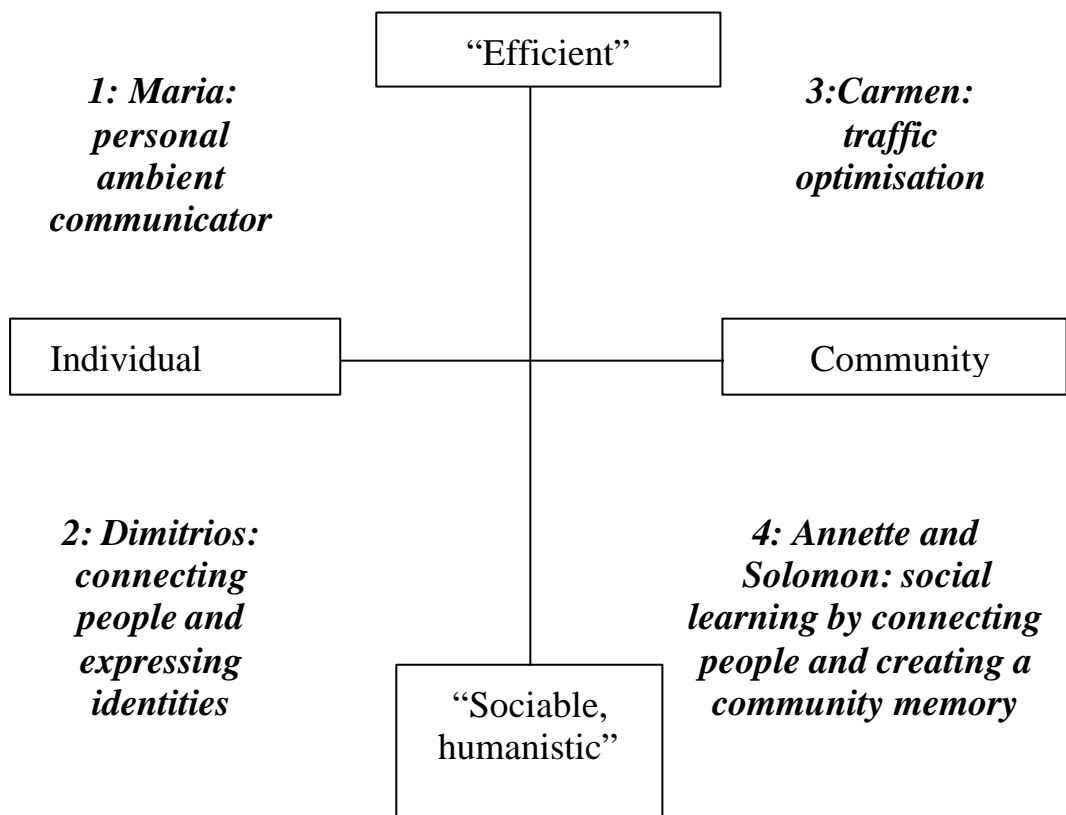 “Efficient”
1: Maria:
personal
ambient
communicator
3:Carmen:
traffic
optimisation
Individual
Community
2: Dimitrios:
connecting
people and
expressing
identities
4: Annette and
Solomon: social
learning by connecting
people and creating a
community memory
“Sociable,
humanistic”